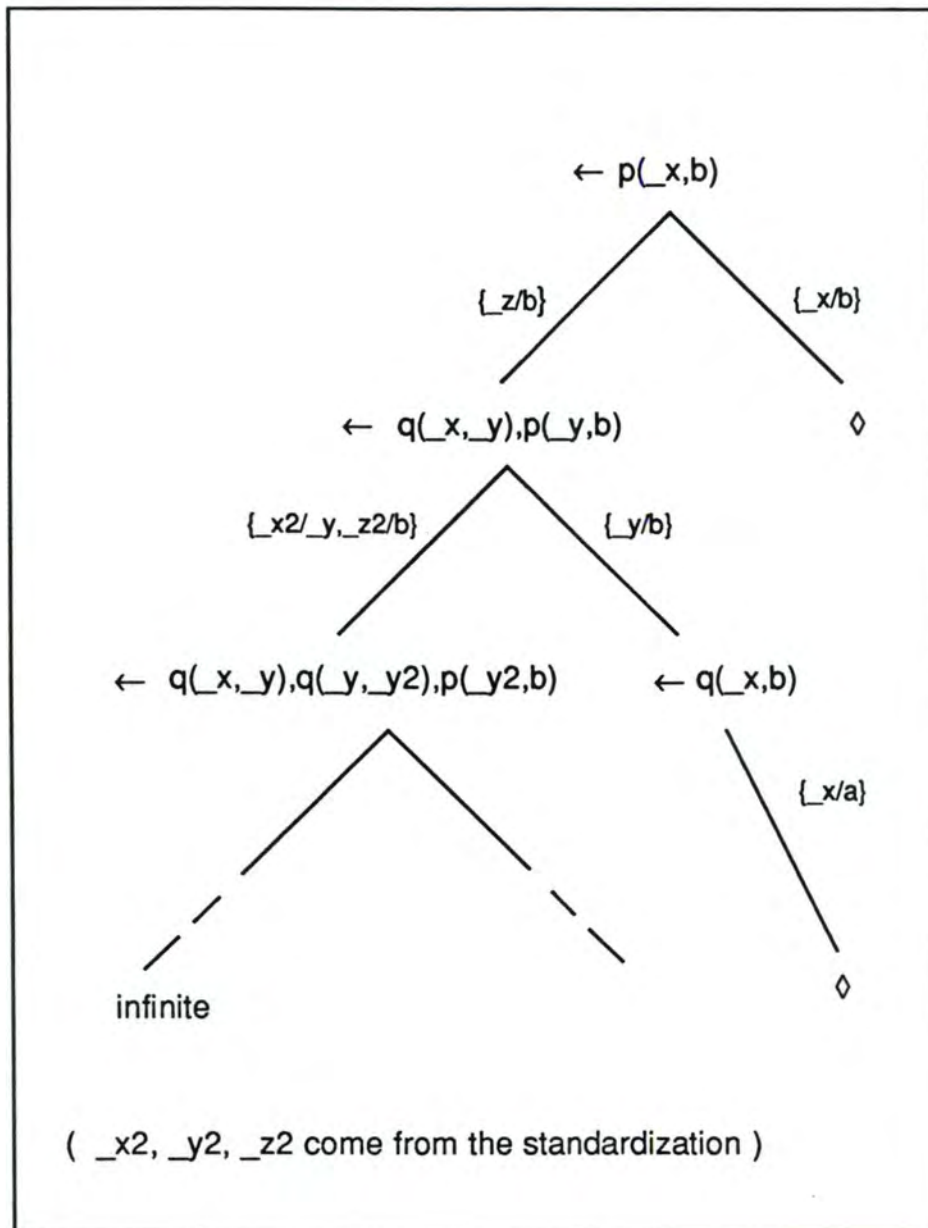 ← p(_x,b)
{_z/b} {_x/b}
← q(_x,_y),p(_y,b) ◊
{_x2/_y,_z2/b} {_y/b}
← q(_x,_y),q(_y,_y2),p(_y2,b) ← q(_x,b)
{_x/a}
infinite ◊
( _x2, _y2, _z2 come from the standardization )